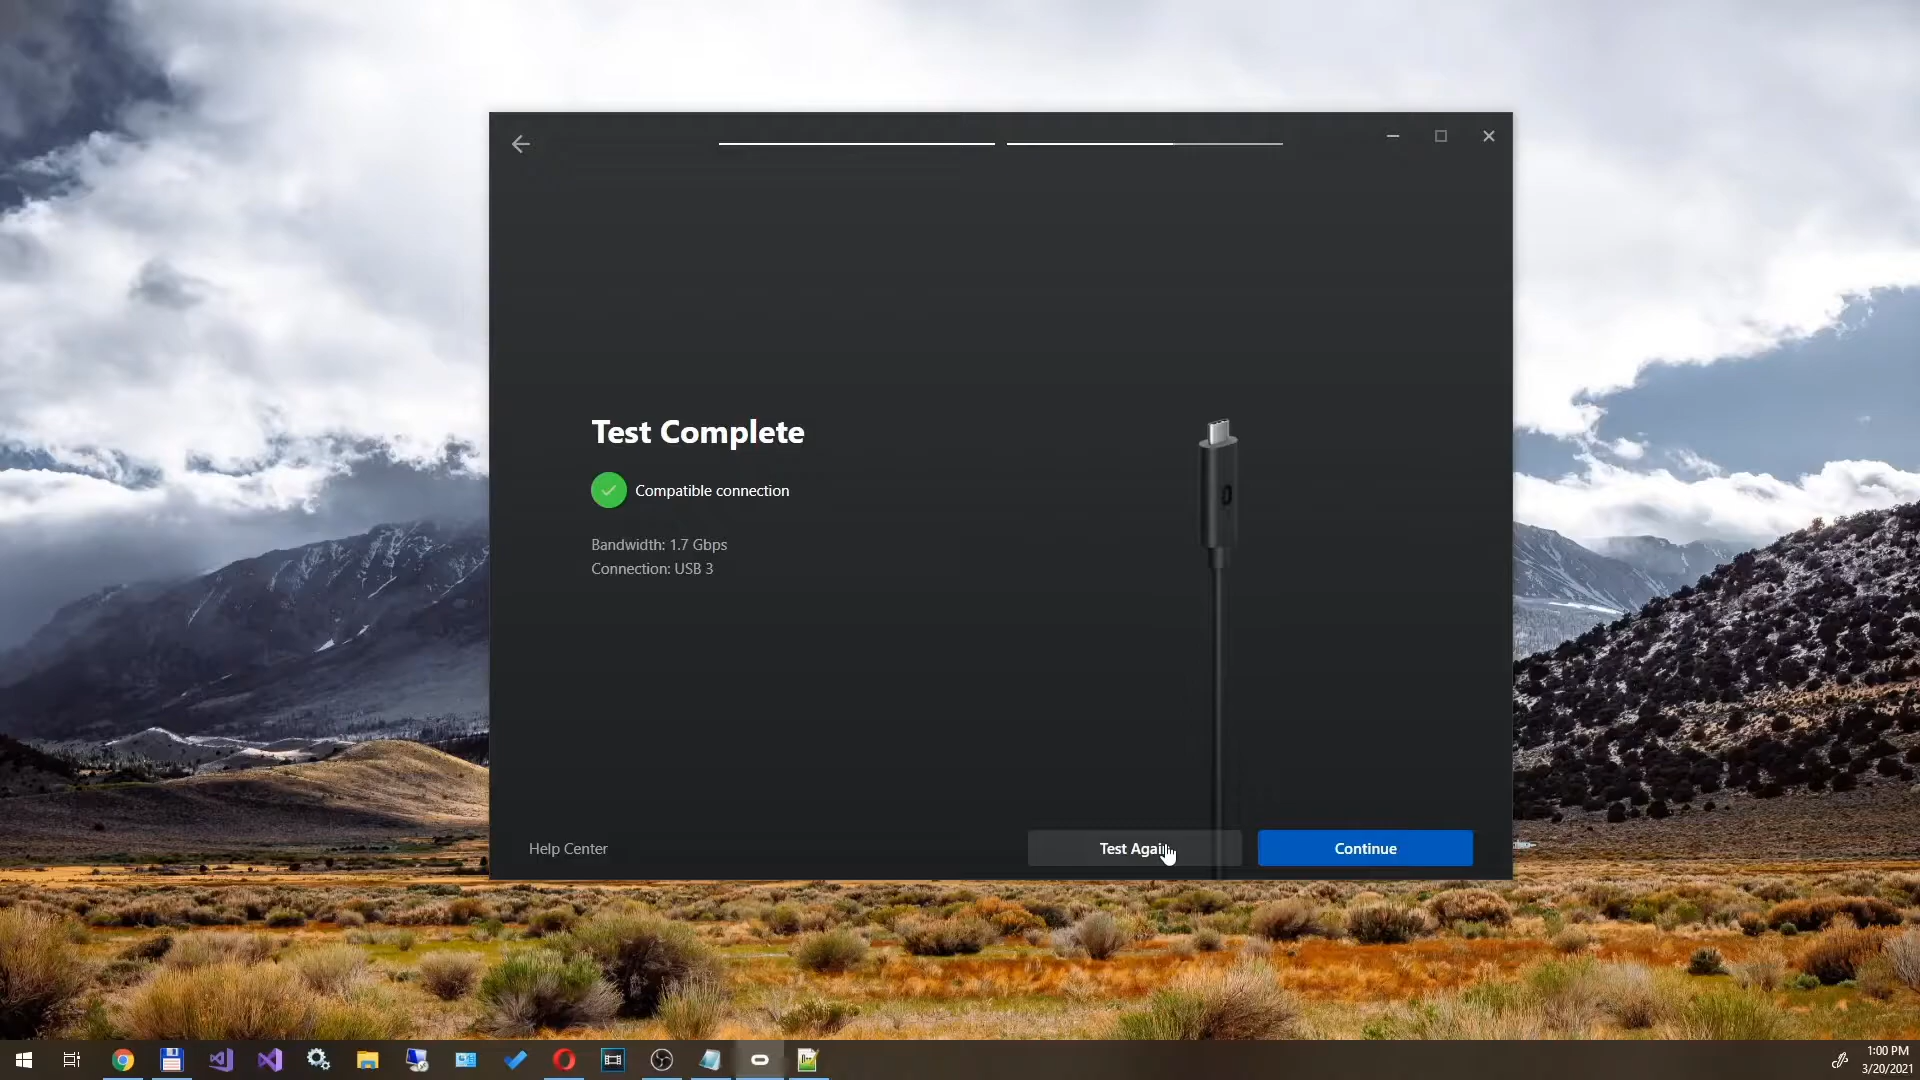 Test Complete
Compatible connection
Bandwidth: 1.7 Gbps
Connection: USB 3
Help Center
Test Again
Continue
1:00 PM
3/20/2021